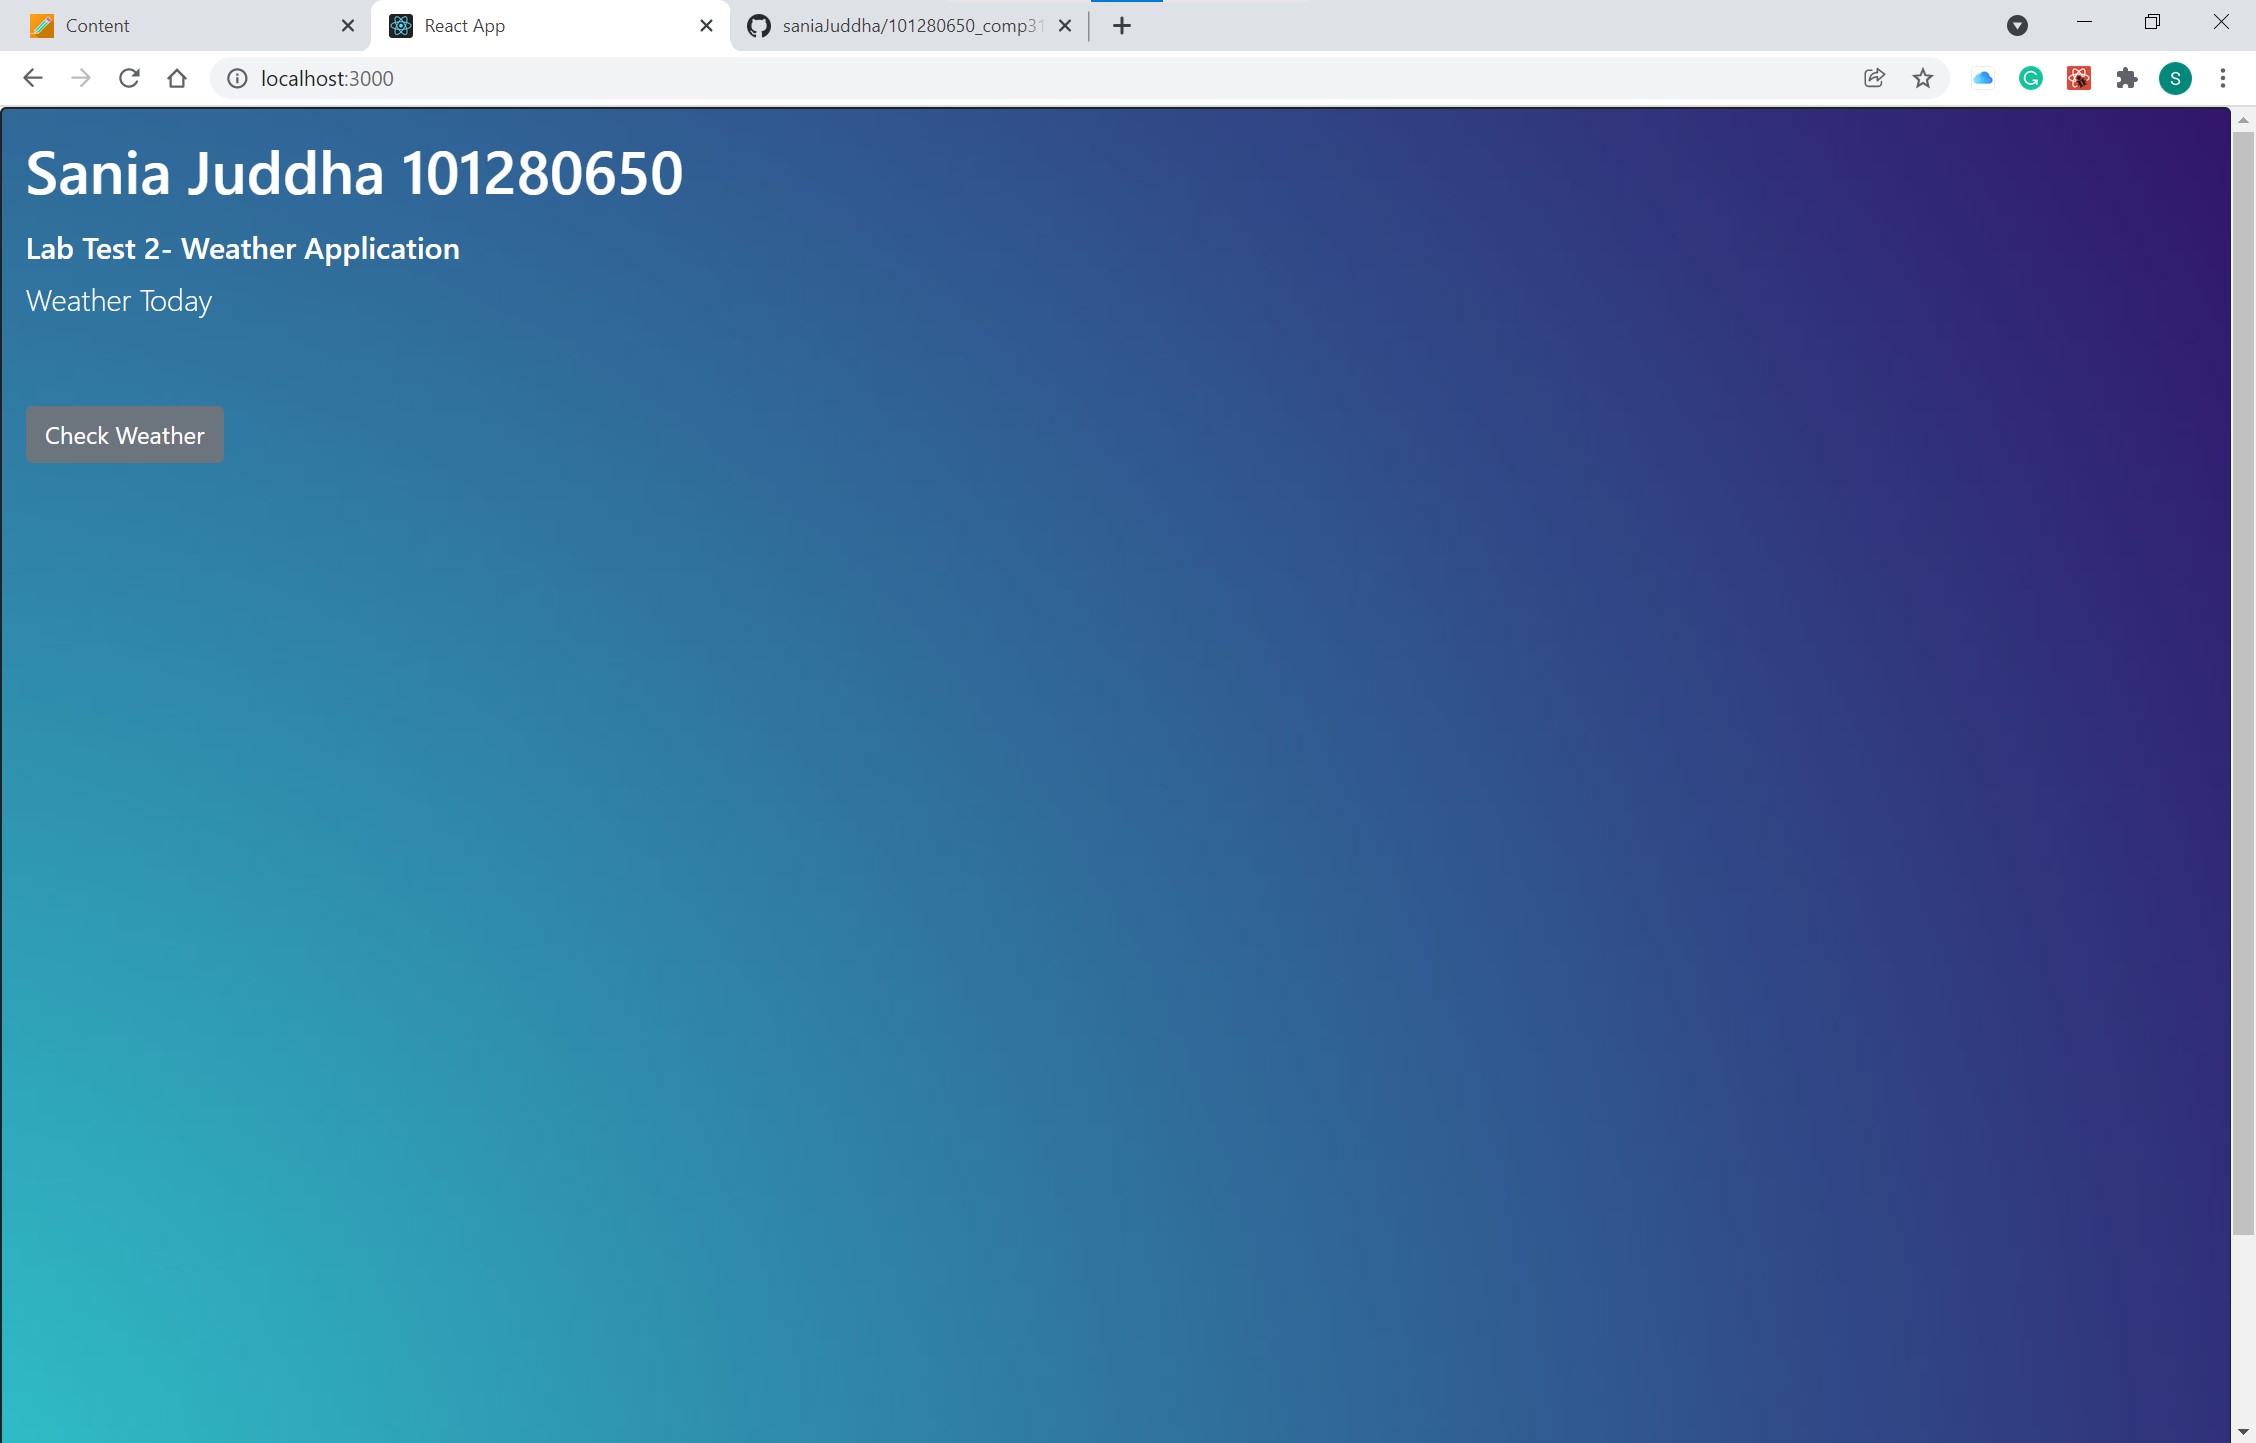 Content
React App
saniaJuddha/101280650_comp31
localhost:3000
S
Sania Juddha 101280650
Lab Test 2- Weather Application
Weather Today
Check Weather